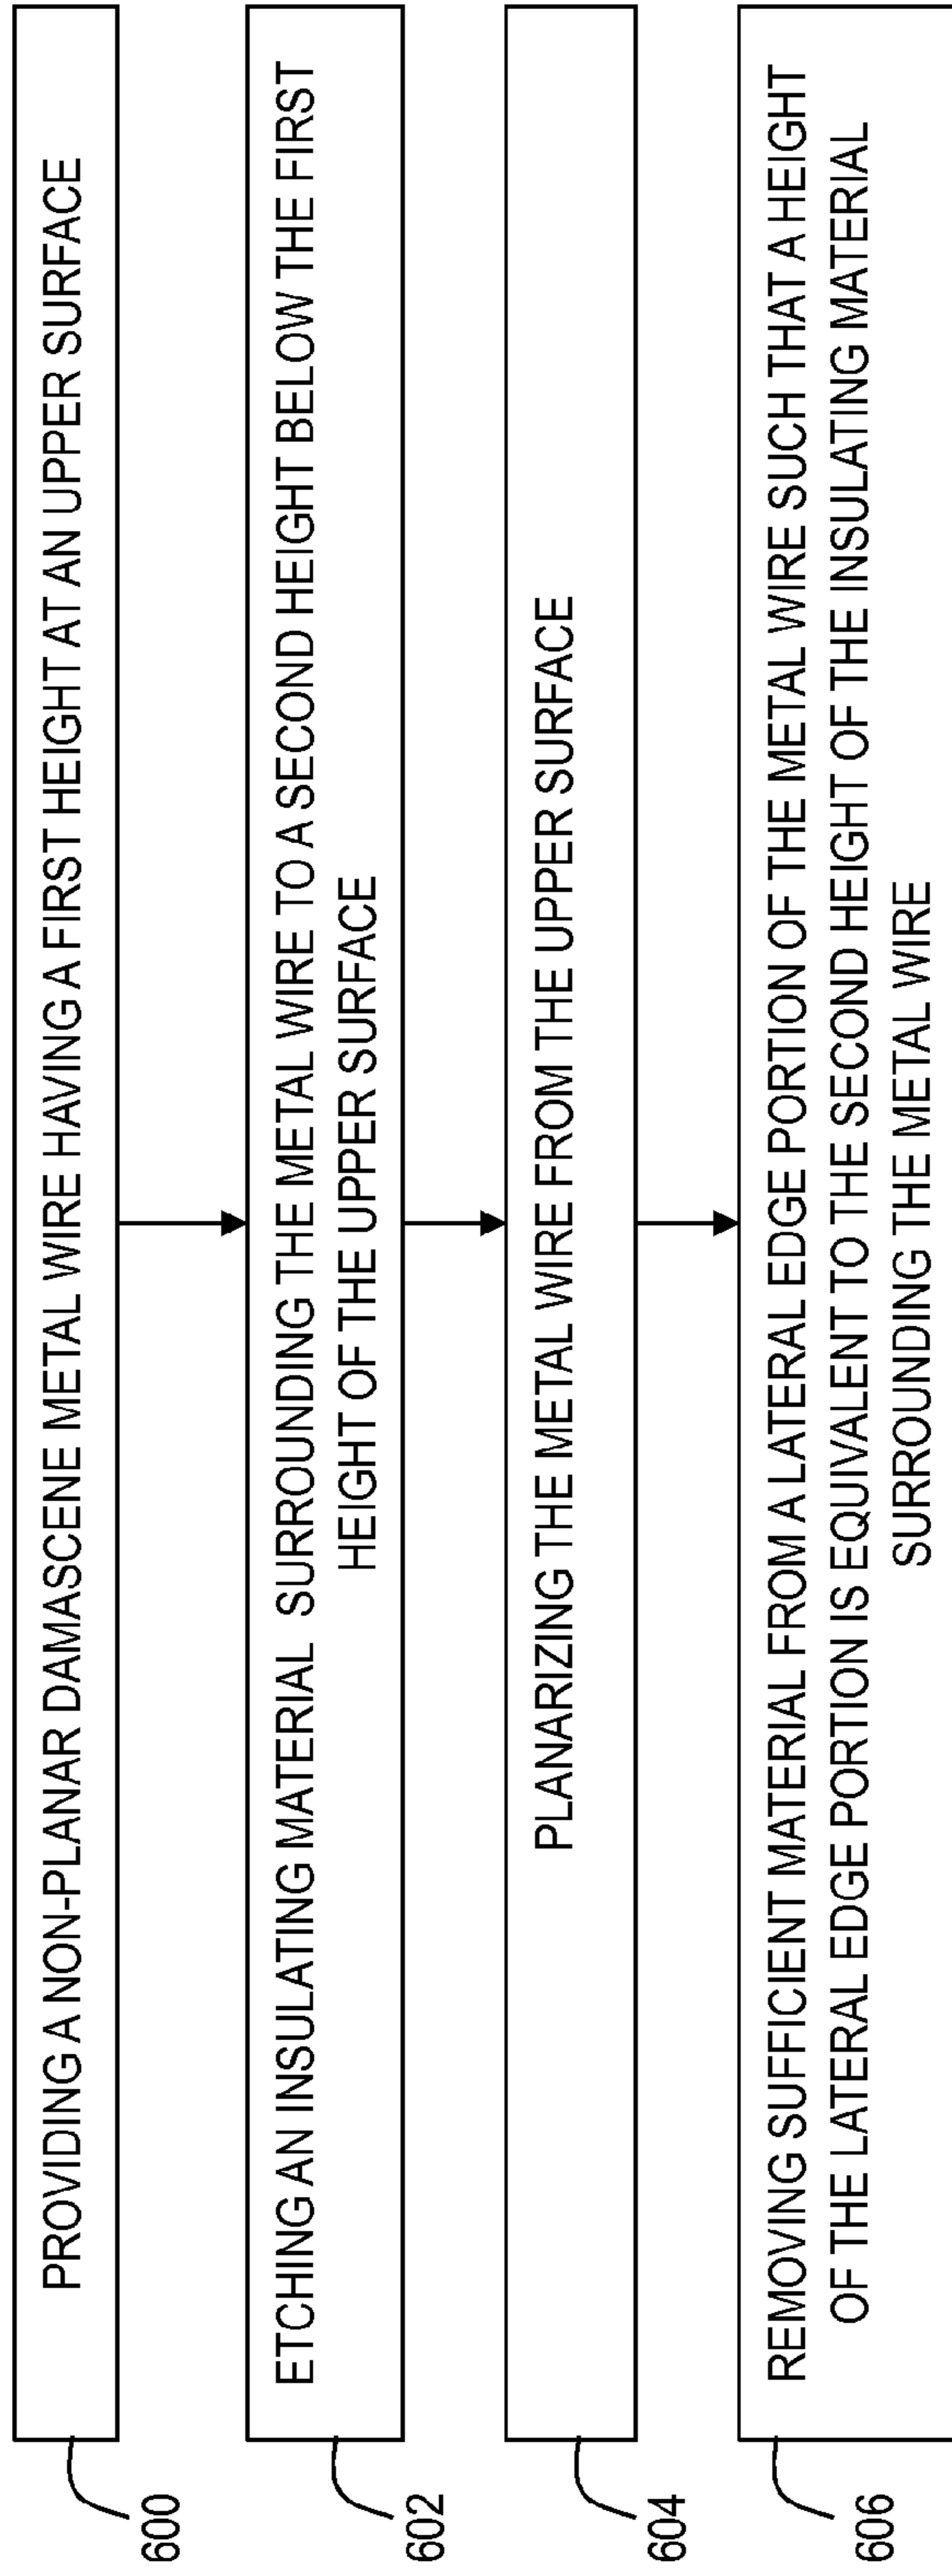 PROVIDING A NON-PLANAR DAMASCENE METAL WIRE HAVING A FIRST HEIGHT AT AN UPPER SURFACE
600
ETCHING AN INSULATING MATERIAL SURROUNDING THE METAL WIRE TO A SECOND HEIGHT BELOW THE FIRST
HEIGHT OF THE UPPER SURFACE
602
PLANARIZING THE METAL WIRE FROM THE UPPER SURFACE
604
REMOVING SUFFICIENT MATERIAL FROM A LATERAL EDGE PORTION OF THE METAL WIRE SUCH THAT A HEIGHT
OF THE LATERAL EDGE PORTION IS EQUIVALENT TO THE SECOND HEIGHT OF THE INSULATING MATERIAL
SURROUNDING THE METAL WIRE
606